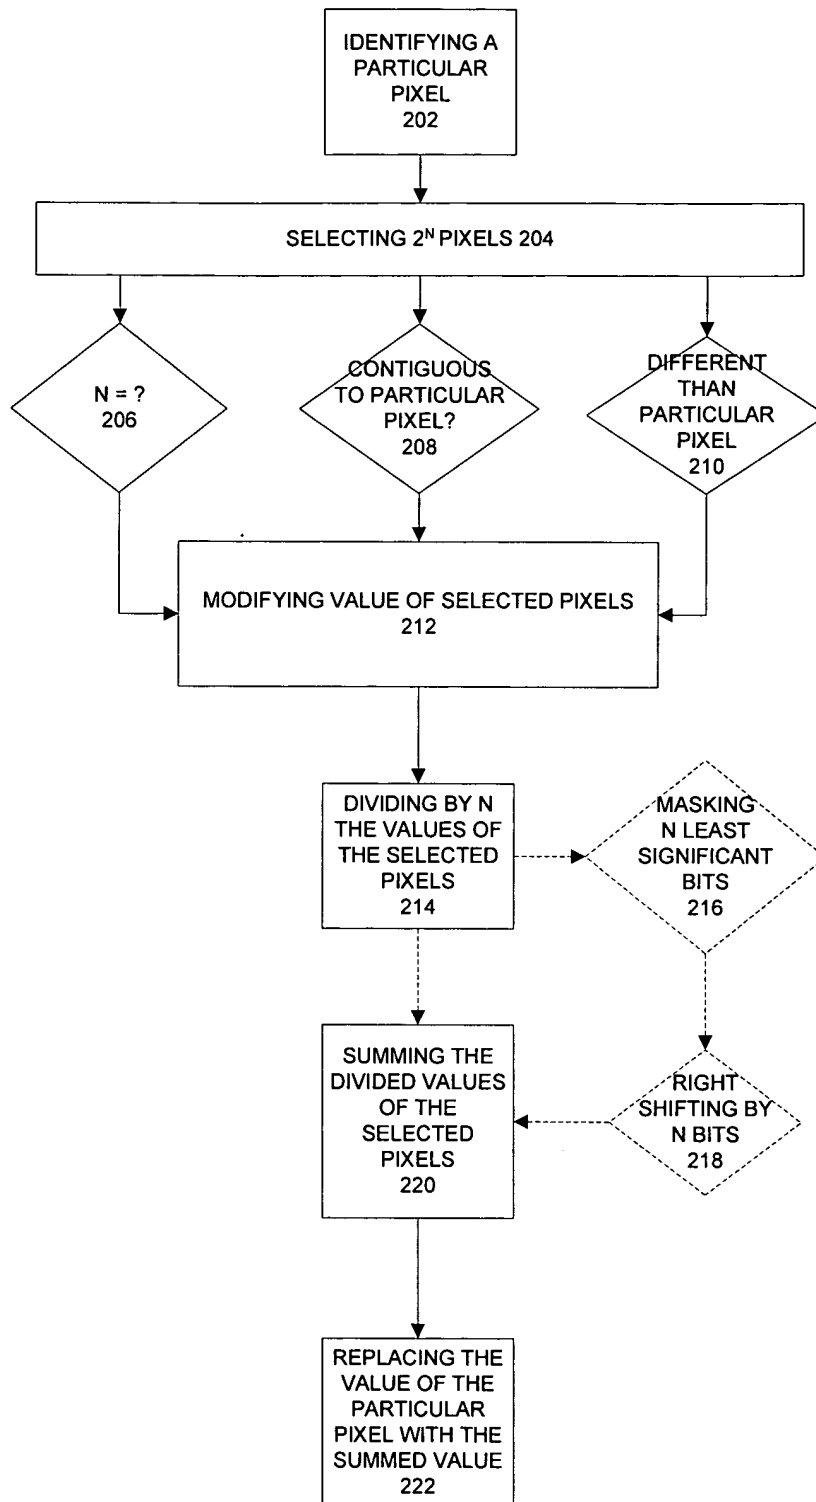 IDENTIFYING A
PARTICULAR
PIXEL
202
SELECTING 2ᴺ PIXELS 204
N = ?
206
CONTIGUOUS
TO PARTICULAR
PIXEL?
208
DIFFERENT
THAN
PARTICULAR
PIXEL
210
MODIFYING VALUE OF SELECTED PIXELS
212
DIVIDING BY N
THE VALUES OF
THE SELECTED
PIXELS
214
MASKING
N LEAST
SIGNIFICANT
BITS
216
SUMMING THE
DIVIDED VALUES
OF THE
SELECTED
PIXELS
220
RIGHT
SHIFTING BY
N BITS
218
REPLACING THE
VALUE OF THE
PARTICULAR
PIXEL WITH THE
SUMMED VALUE
222